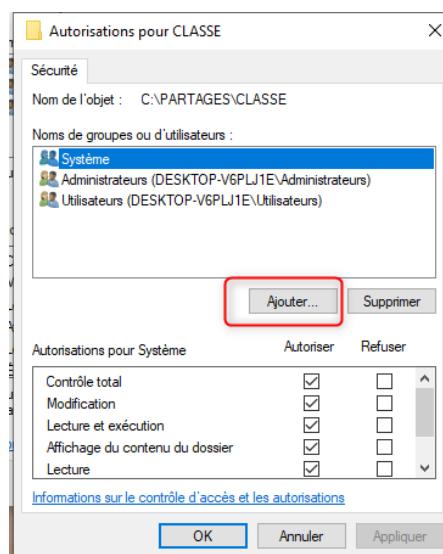 Autorisations pour CLASSE
Sécurité
Nom de l'objet : C:\PARTAGES\CLASSE
Noms de groupes ou d'utilisateurs :
Système
Administrateurs (DESKTOP-V6PLJ1E\Administrateurs)
Utilisateurs (DESKTOP-V6PLJ1E\Utilisateurs)
Ajouter... Supprimer
Autorisations pour Système Autoriser Refuser
Contrôle total
Modification
Lecture et exécution
Affichage du contenu du dossier
Lecture
Informations sur le contrôle d'accès et les autorisations
OK Annuler Appliquer